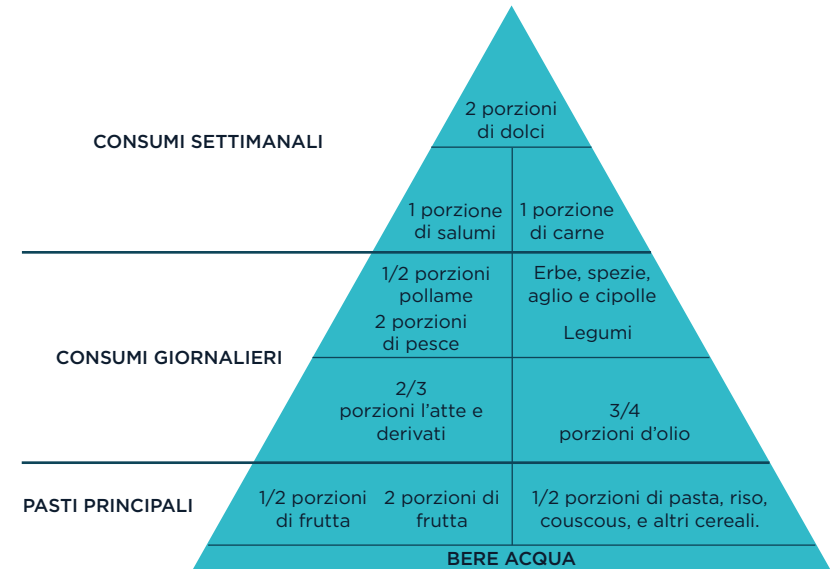 2 porzioni
di dolci
CONSUMI SETTIMANALI
1 porzione
di salumi
1 porzione
di carne
1/2 porzioni
pollame
2 porzioni
di pesce
Erbe, spezie,
aglio e cipolle
Legumi
CONSUMI GIORNALIERI
2/3
porzioni l'atte e
derivati
3/4
porzioni d'olio
PASTI PRINCIPALI
1/2 porzioni
di frutta
2 porzioni di
frutta
1/2 porzioni di pasta, riso,
couscous, e altri cereali.
BERE ACQUA